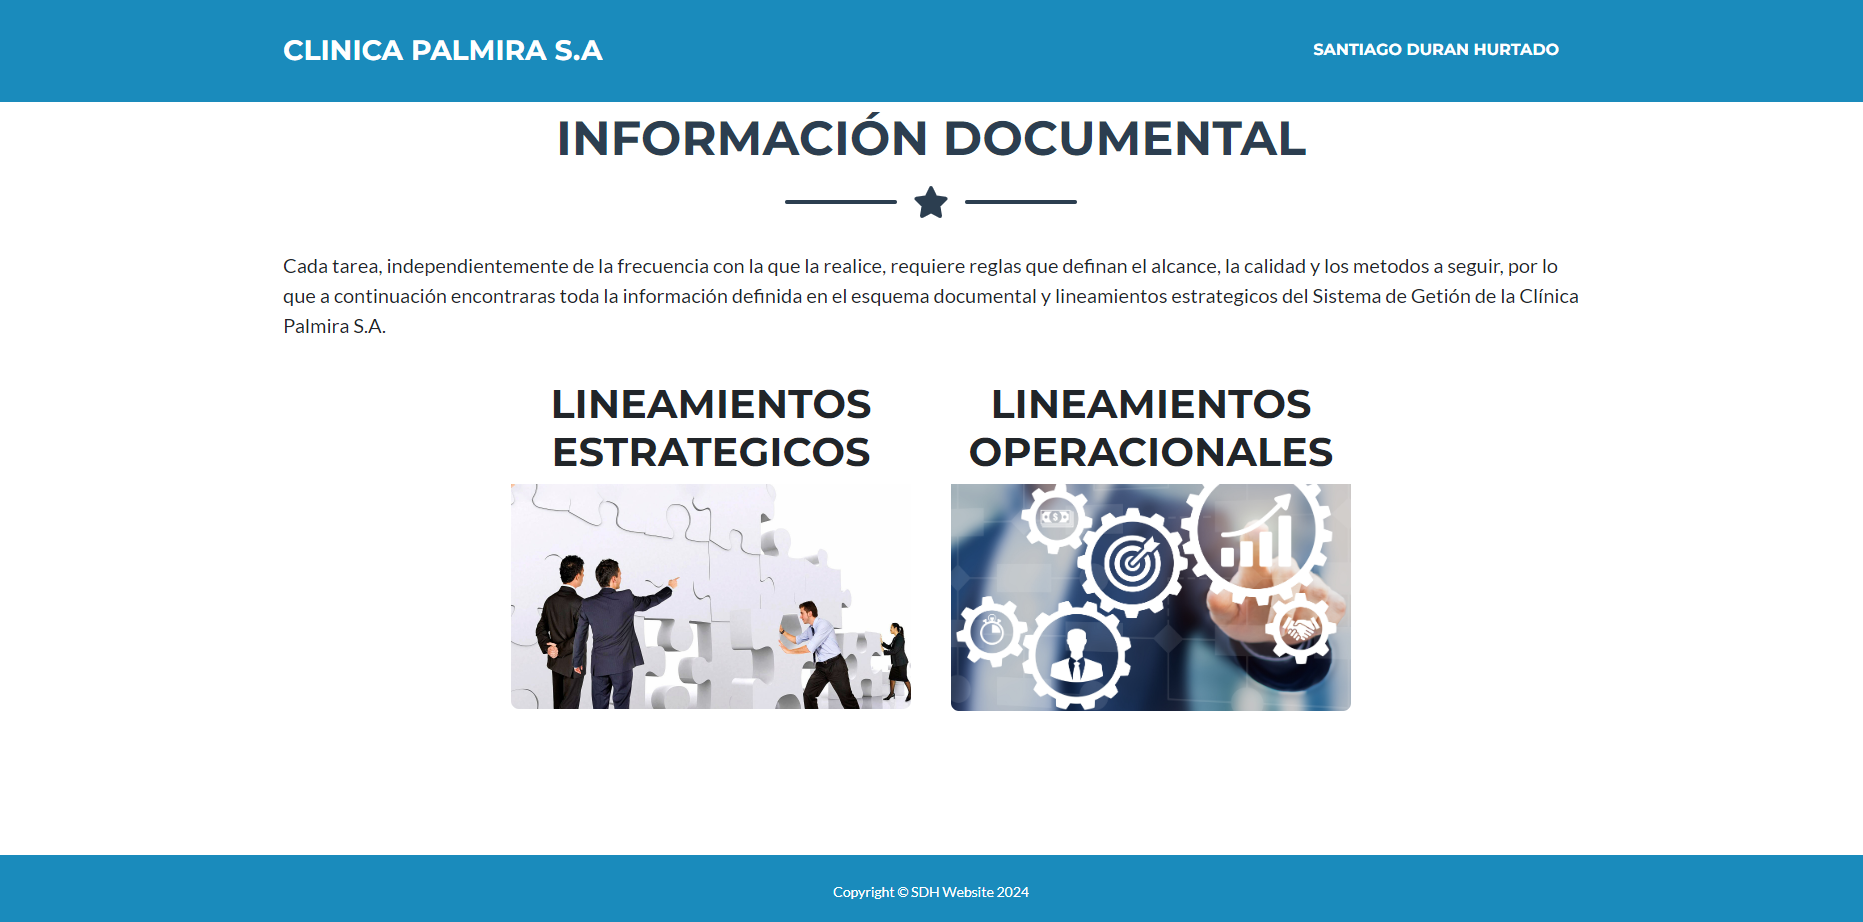 CLINICA PALMIRA S.A
SANTIAGO DURAN HURTADO
INFORMACIÓN DOCUMENTAL
Cada tarea, independientemente de la frecuencia con la que la realice, requiere reglas que definan el alcance, la calidad y los metodos a seguir, por lo
que a continuación encontraras toda la información definida en el esquema documental y lineamientos estrategicos del Sistema de Getión de la Clínica
Palmira S.A.
LINEAMIENTOS
ESTRATEGICOS
LINEAMIENTOS
OPERACIONALES
Copyright © SDH Website 2024